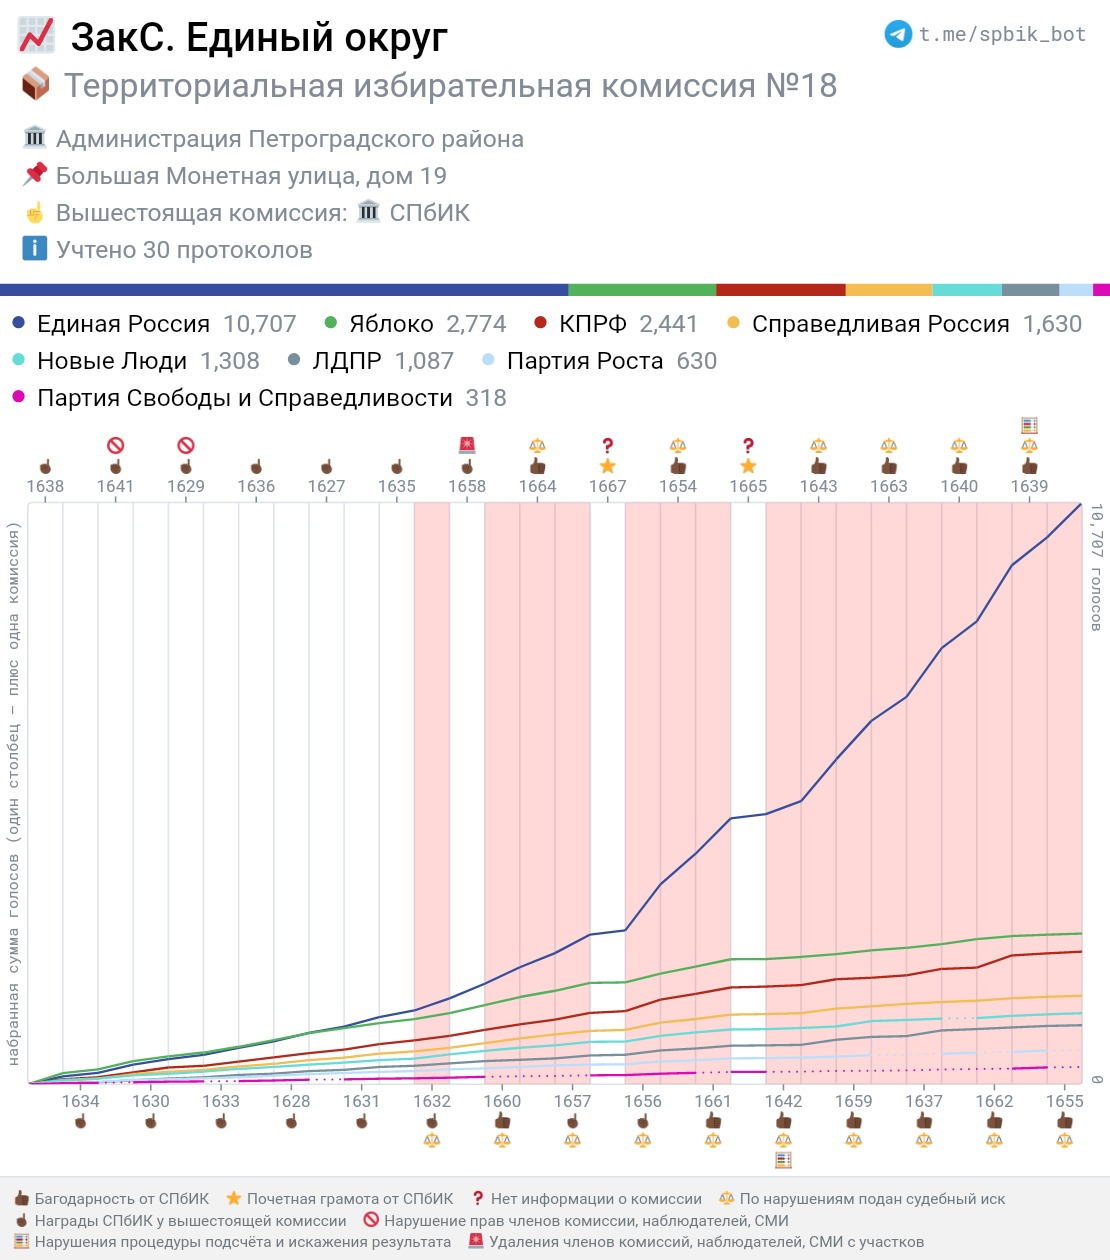 ЗакС. Единый округ
t.me/spbik_bot
Территориальная избирательная комиссия №18
Администрация Петроградского района
Большая Монетная улица, дом 19
Вышестоящая комиссия: СПбИК
Учтено 30 протоколов
Единая Россия 10,707 Яблоко 2,774 КПРФ 2,441 Справедливая Россия 1,630
Новые Люди 1,308 ЛДПР 1,087 Партия Роста 630
Партия Свободы и Справедливости 318
1638 1641 1629 1636 1627 1635 1658 1664 1667 1654 1665 1643 1663 1640 1639
набранная сумма голосов (один столбец – плюс одна комиссия)
10,707 голосов
0
1634 1630 1633 1628 1631 1632 1660 1657 1656 1661 1642 1659 1637 1662 1655
Багодарность от СПбИК Почетная грамота от СПбИК Нет информации о комиссии По нарушениям подан судебный иск
Награды СПбИК у вышестоящей комиссии Нарушение прав членов комиссии, наблюдателей, СМИ
Нарушения процедуры подсчёта и искажения результата Удаления членов комиссий, наблюдателей, СМИ с участков